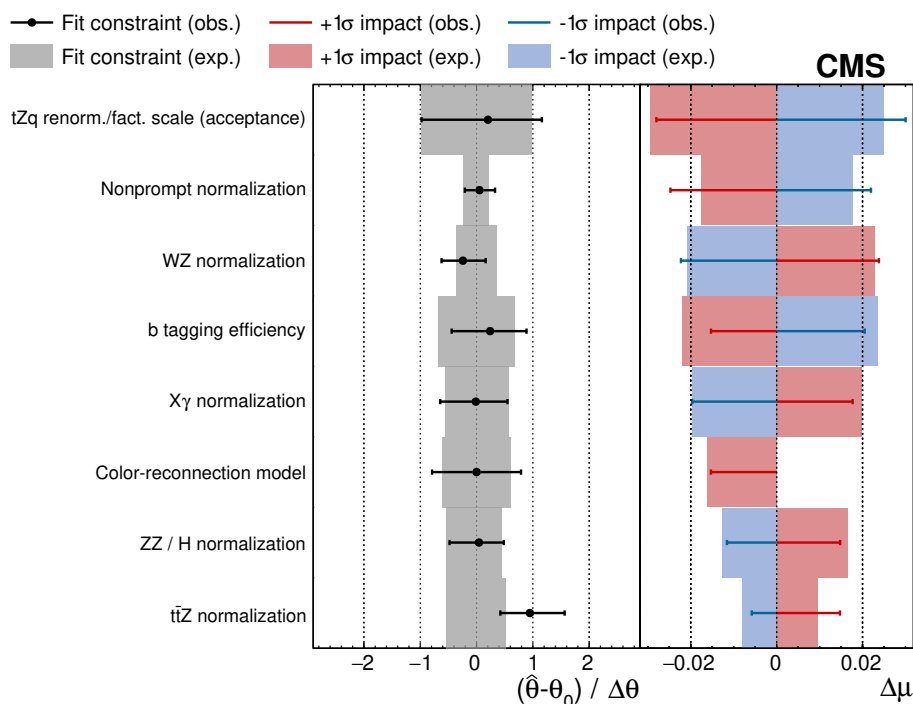 Fit constraint (obs.) +1σ impact (obs.) -1σ impact (obs.)
Fit constraint (exp.) +1σ impact (exp.) -1σ impact (exp.)
CMS
tZq renorm./fact. scale (acceptance)
Nonprompt normalization
WZ normalization
b tagging efficiency
Xγ normalization
Color-reconnection model
ZZ / H normalization
tt̄Z normalization
−2 −1 0 1 2 −0.02 0 0.02
(θ̂-θ₀) / Δθ Δμ